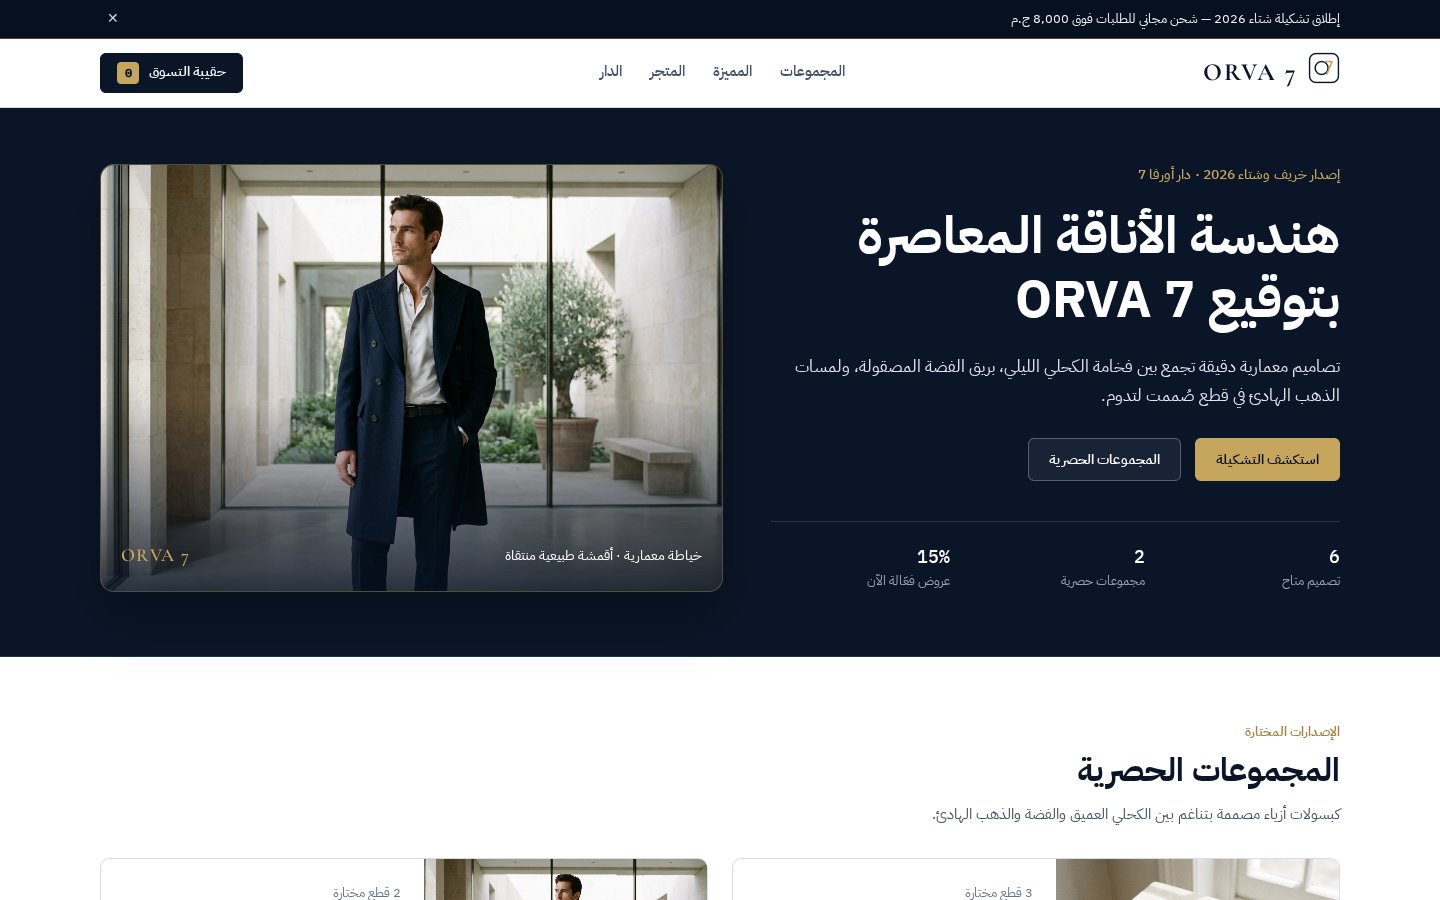 إطلاق تشكيلة شتاء 2026 — شحن مجاني للطلبات فوق 8,000 ج.م
✕
ORVA 7
المجموعات
المميزة
المتجر
الدار
حقيبة التسوق 0
إصدار خريف وشتاء 2026 · دار أورفا 7
هندسة الأناقة المعاصرة
بتوقيع ORVA 7
تصاميم معمارية دقيقة تجمع بين فخامة الكحلي الليلي، بريق الفضة المصقولة، ولمسات
الذهب الهادئ في قطع صُممت لتدوم.
استكشف التشكيلة
المجموعات الحصرية
6
تصميم متاح
2
مجموعات حصرية
15%
عروض فعّالة الآن
خياطة معمارية · أقمشة طبيعية منتقاة
ORVA 7
الإصدارات المختارة
المجموعات الحصرية
كبسولات أزياء مصممة بتناغم بين الكحلي العميق والفضة والذهب الهادئ.
3 قطع مختارة
2 قطع مختارة